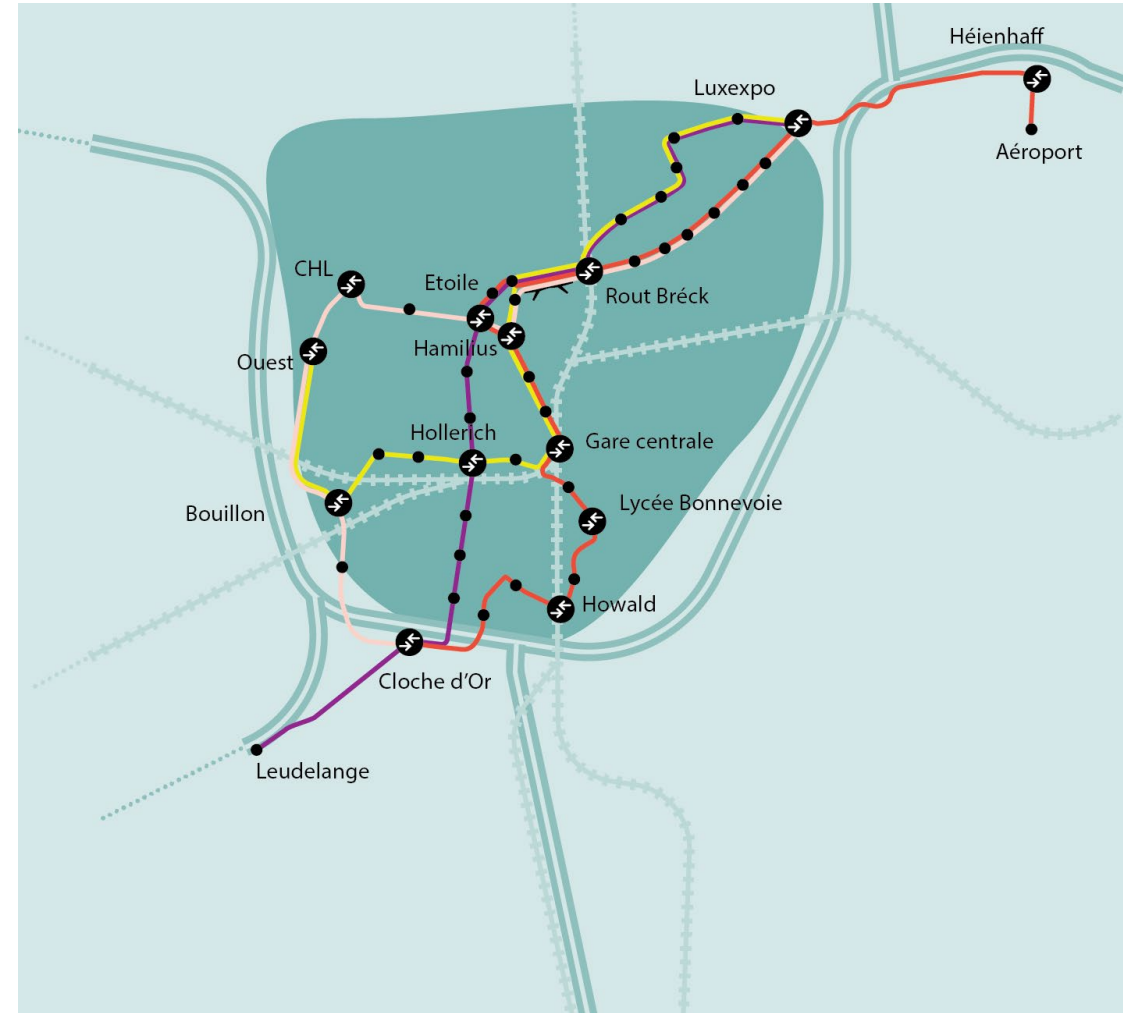 Héienhaff
Luxexpo
Aéroport
CHL
Etoile
Rout Bréck
Hamilius
Ouest
Hollerich
Gare centrale
Lycée Bonnevoie
Bouillon
Howald
Cloche d'Or
Leudelange